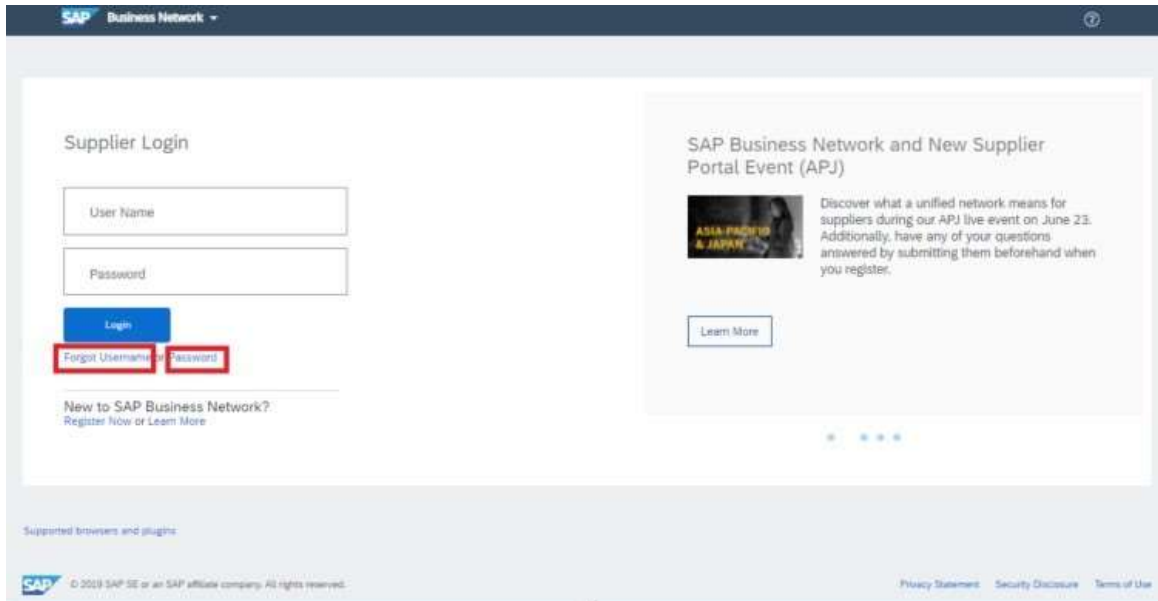 SAP Business Network
Supplier Login
User Name
Password
Login
Forgot Username or Password
New to SAP Business Network?
Register Now or Learn More
SAP Business Network and New Supplier
Portal Event (APJ)
ASIA-PACIFIC
& JAPAN
Discover what a unified network means for
suppliers during our APJ live event on June 23.
Additionally, have any of your questions
answered by submitting them beforehand when
you register.
Learn More
Supported browsers and plugins
SAP © 2019 SAP SE or an SAP affiliate company. All rights reserved.
Privacy Statement Security Disclosure Terms of Use